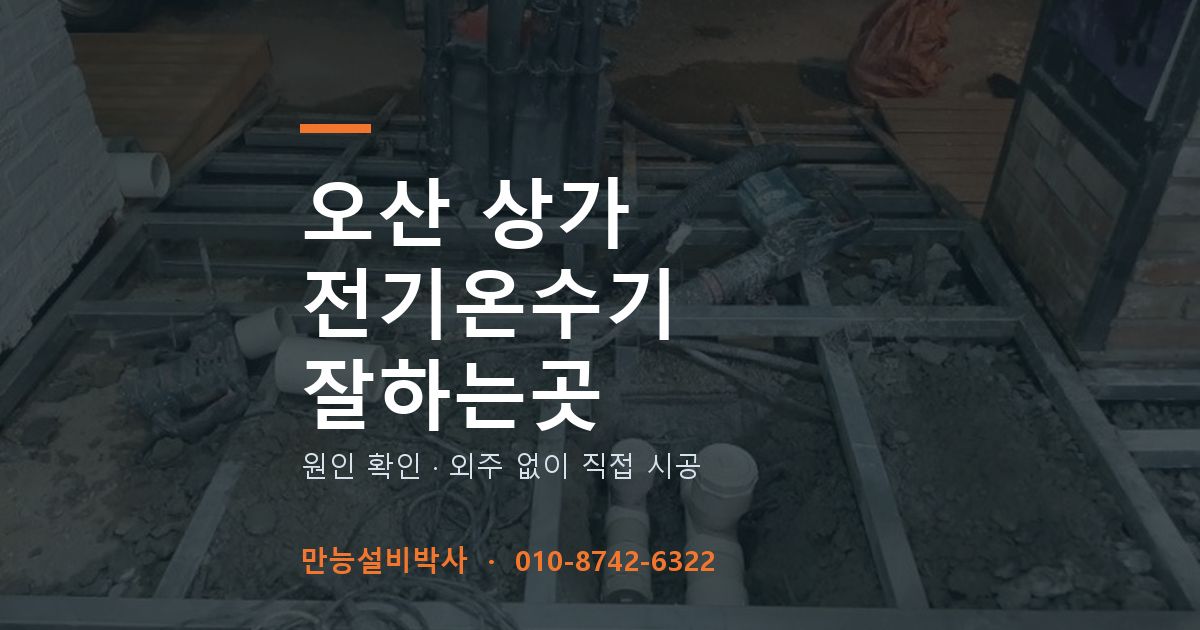 오산 상가
전기온수기
잘하는곳
원인 확인 · 외주 없이 직접 시공
만능설비박사 · 010-8742-6322